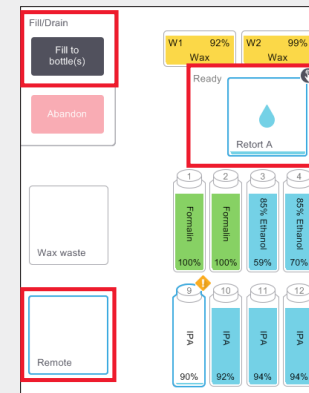 Fill/Drain
Fill to
bottle(s)
Abandon
W1 92%
Wax
W2 99%
Wax
Ready
Retort A
Wax waste
Remote
1
Formalin
100%
2
Formalin
100%
3
85% Ethanol
59%
4
85% Ethanol
70%
9
IPA
90%
10
IPA
92%
11
IPA
94%
12
IPA
94%